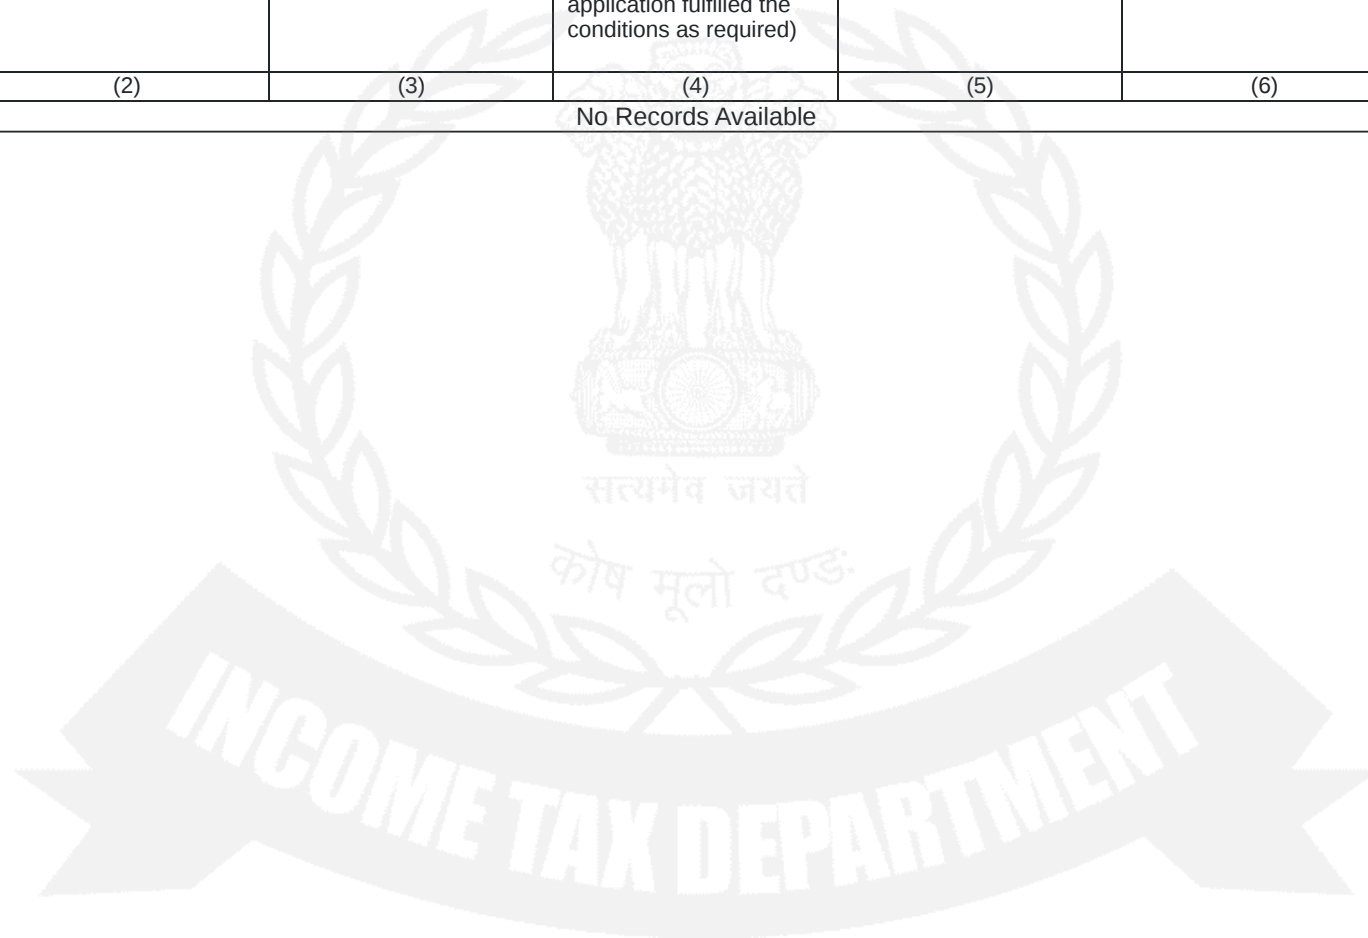 application fulfilled the
conditions as required)
(2) (3) (4) (5) (6)
No Records Available
सत्यमेव जयते
कोष मूलो दण्डः
INCOME TAX DEPARTMENT